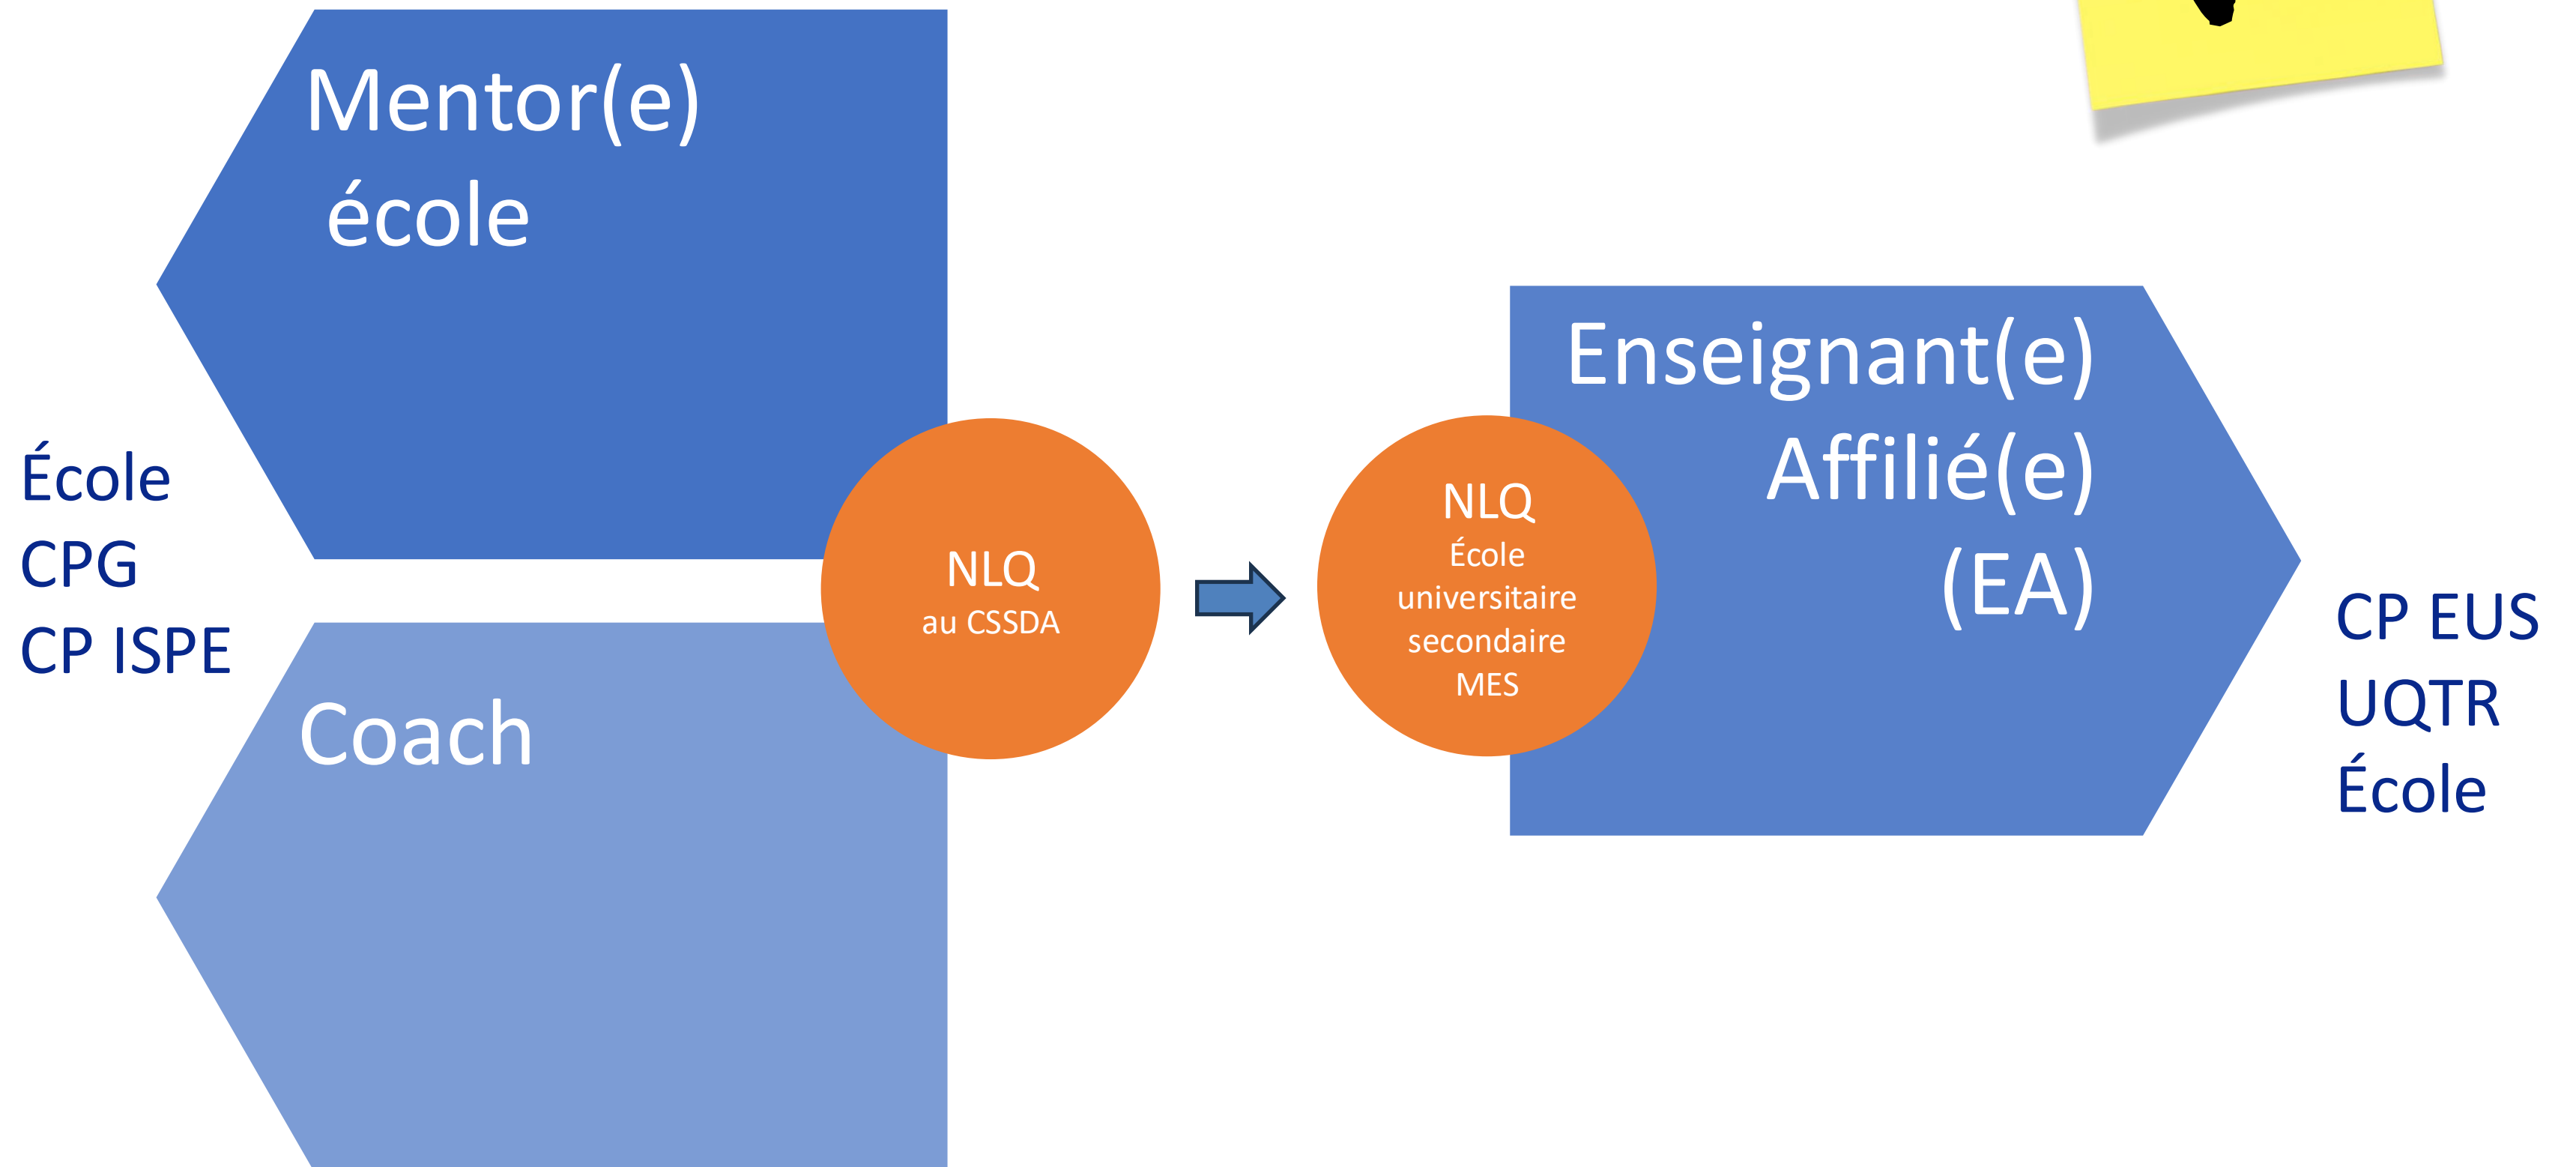 Mentor(e)
école
École
CPG
CP ISPE
Coach
NLQ
au CSSDA
NLQ
École
universitaire
secondaire
MES
Enseignant(e)
Affilié(e)
(EA)
CP EUS
UQTR
École